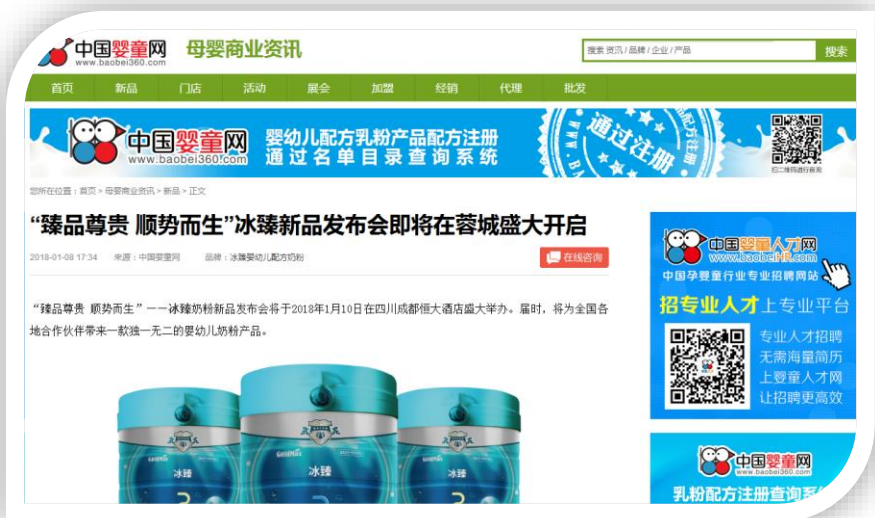 中国婴童网
www.baobei360.com
母婴商业资讯
搜索 资讯 / 品牌 / 企业 / 产品
搜索
首页 新品 门店 活动 展会 加盟 经销 代理 批发
中国婴童网
www.baobei360.com
婴幼儿配方乳粉产品配方注册
通过名单目录查询系统
通过注册
扫二维码进行查询
您所在位置：首页 > 母婴商业资讯 > 新品 > 正文
“臻品尊贵 顺势而生”冰臻新品发布会即将在蓉城盛大开启
2018-01-08 17:34 来源：中国婴童网 品牌：冰臻婴幼儿配方奶粉
在线咨询
“臻品尊贵 顺势而生”——冰臻奶粉新品发布会将于2018年1月10日在四川成都恒大酒店盛大举办。届时，将为全国各
地合作伙伴带来一款独一无二的婴幼儿奶粉产品。
冰臻
冰臻
冰臻
3
中国婴童人才网
www.baobeiHR.com
中国孕婴童行业专业招聘网站
招专业人才上专业平台
专业人才招聘
无需海量简历
上婴童人才网
让招聘更高效
中国婴童网
www.baobei360.com
乳粉配方注册查询系